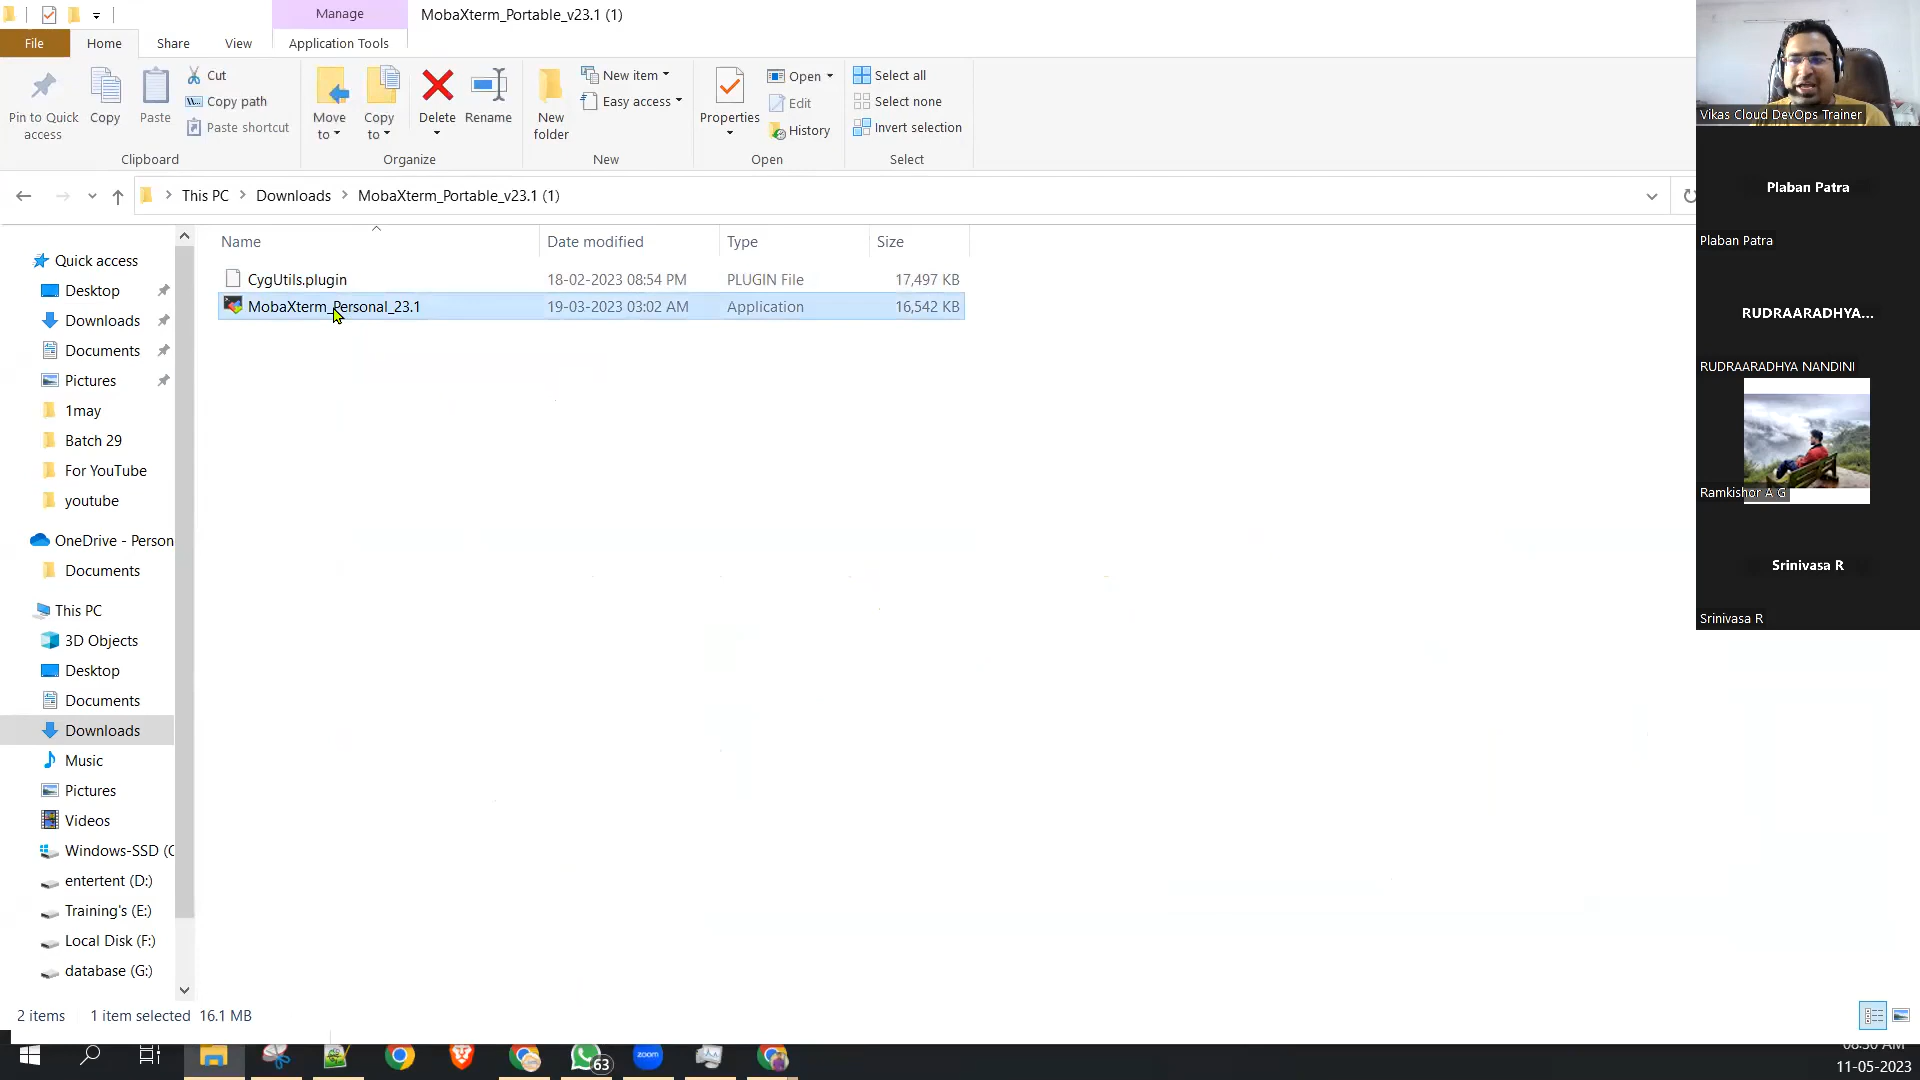 Manage
MobaXterm_Portable_v23.1 (1)
File
Home
Share
View
Application Tools
Pin to Quick access
Copy
Paste
Cut
Copy path
Paste shortcut
Clipboard
Move to
Copy to
Delete
Rename
Organize
New folder
New item
Easy access
New
Properties
Open
Edit
History
Open
Select all
Select none
Invert selection
Select
This PC
Downloads
MobaXterm_Portable_v23.1 (1)
Name
Date modified
Type
Size
CygUtils.plugin 18-02-2023 08:54 PM PLUGIN File 17,497 KB
MobaXterm_Personal_23.1 19-03-2023 03:02 AM Application 16,542 KB
Quick access
Desktop
Downloads
Documents
Pictures
1may
Batch 29
For YouTube
youtube
OneDrive - Person
Documents
This PC
3D Objects
Desktop
Documents
Downloads
Music
Pictures
Videos
Windows-SSD (C
entertent (D:)
Training's (E:)
Local Disk (F:)
database (G:)
2 items 1 item selected 16.1 MB
Vikas Cloud DevOps Trainer
Plaban Patra
Plaban Patra
RUDRAARADHYA...
RUDRAARADHYA NANDINI
Ramkishor A G
Srinivasa R
Srinivasa R
zoom
63
11-05-2023